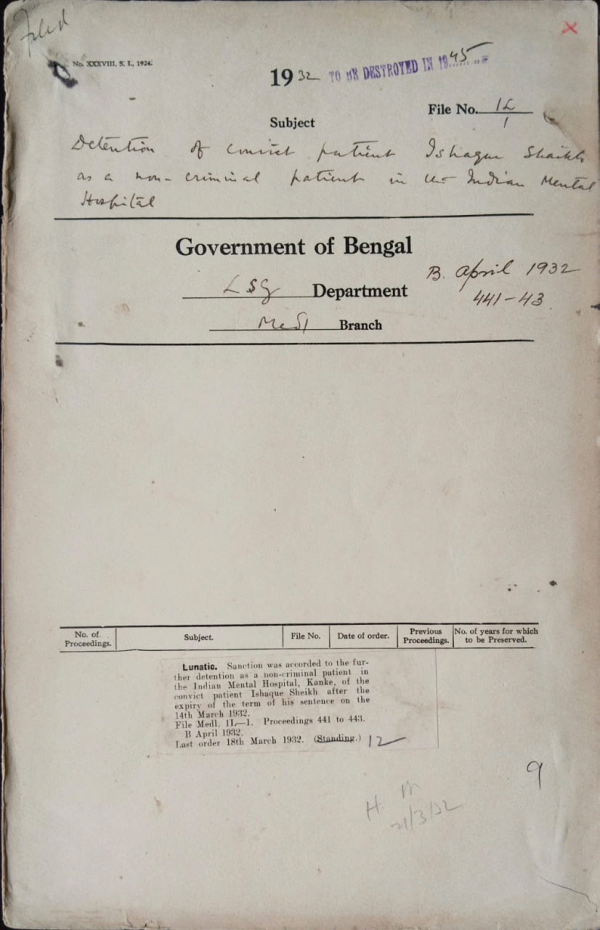 filed
No. XXXVIII, S. I., 1924.
1932 TO BE DESTROYED IN 1945
File No. 1L/1
Subject
Detention of convict patient Ishaque Shaikh
as a non-criminal patient in the Indian Mental
Hospital
Government of Bengal
LSG Department
B. April 1932
441-43
Medl Branch
No. of Proceedings. Subject. File No. Date of order. Previous Proceedings. No. of years for which to be Preserved.
Lunatic. Sanction was accorded to the fur-
ther detention as a non-criminal patient in
the Indian Mental Hospital, Kanke, of the
convict patient Ishaque Sheikh after the
expiry of the term of his sentence on the
14th March 1932.
File Medl. 1L—1. Proceedings 441 to 443.
B April 1932.
Last order 18th March 1932. (Standing.) 12
9
21/3/32